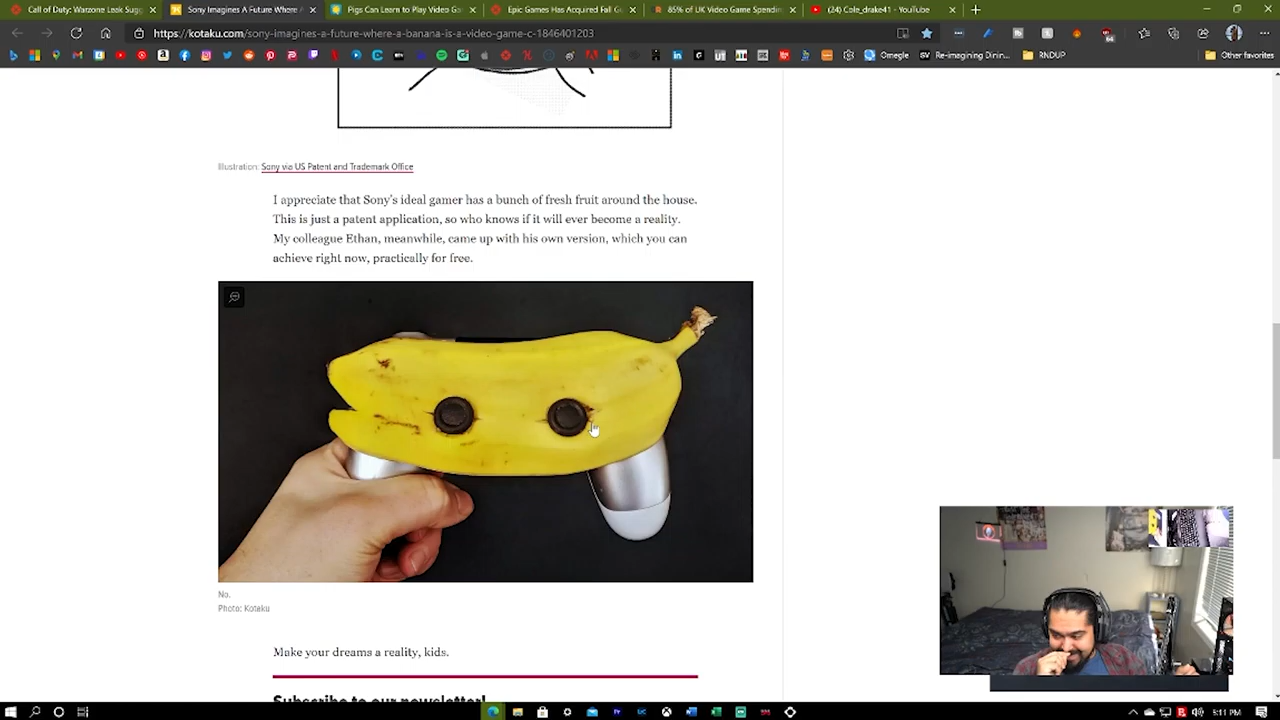 Call of Duty: Warzone Leak Sugg
Sony Imagines A Future Where A
Pigs Can Learn to Play Video Gam
Epic Games Has Acquired Fall Gu
85% of UK Video Game Spending
(34) Cole_drake41 - YouTube
https://kotaku.com/sony-imagines-a-future-where-a-banana-is-a-video-game-c-1846401203
Omegle
Re-imagining Dinin...
RNDUP
Other favorites
Illustration: Sony via US Patent and Trademark Office
I appreciate that Sony's ideal gamer has a bunch of fresh fruit around the house.
This is just a patent application, so who knows if it will ever become a reality.
My colleague Ethan, meanwhile, came up with his own version, which you can
achieve right now, practically for free.
No.
Photo: Kotaku
Make your dreams a reality, kids.
Subscribe to our newsletter!
5:11 PM